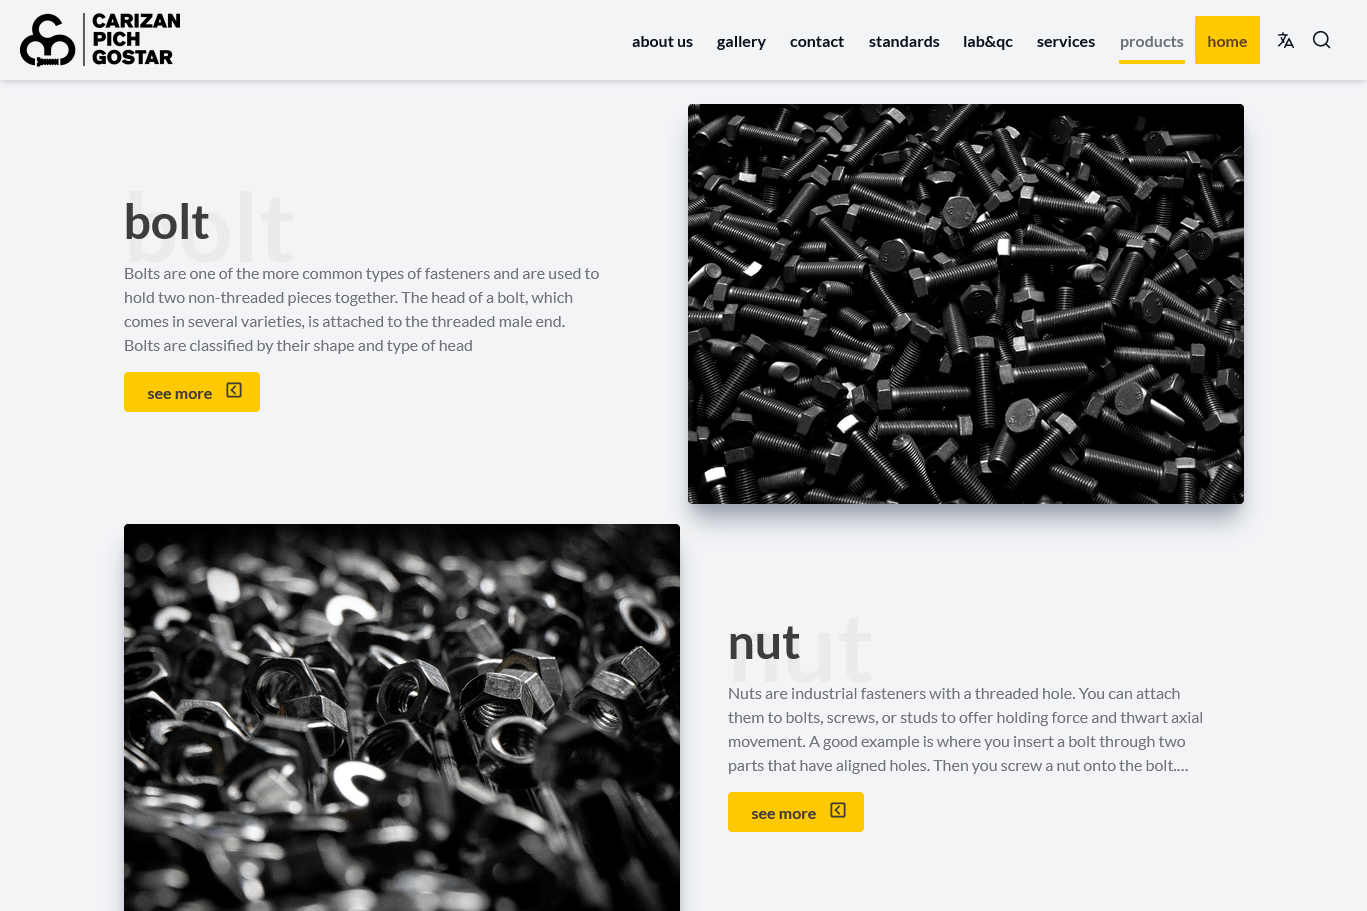 CARIZAN
PICH
GOSTAR
about us
gallery
contact
standards
lab&qc
services
products
home
bolt
bolt
Bolts are one of the more common types of fasteners and are used to
hold two non-threaded pieces together. The head of a bolt, which
comes in several varieties, is attached to the threaded male end.
Bolts are classified by their shape and type of head
see more
nut
nut
Nuts are industrial fasteners with a threaded hole. You can attach
them to bolts, screws, or studs to offer holding force and thwart axial
movement. A good example is where you insert a bolt through two
parts that have aligned holes. Then you screw a nut onto the bolt.…
see more